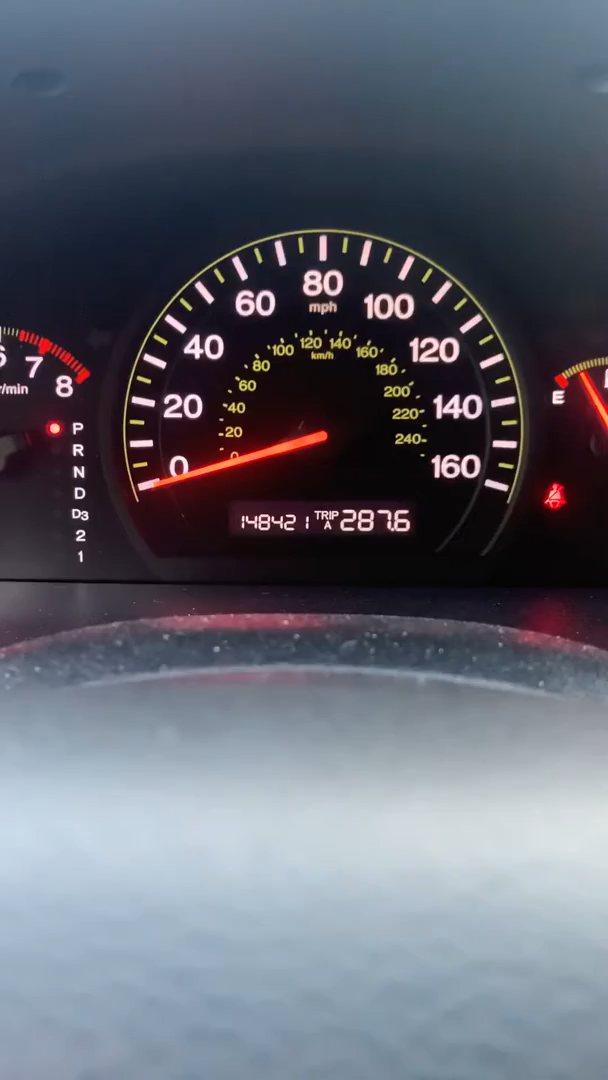 80
mph
60 100
40 120
20 140
0 160
100 120 140 160
km/h
80 180
60 200
40 220
20 240
0
148421 TRIP A 287.6
6 7 8
r/min
P
R
N
D
D3
2
1
E